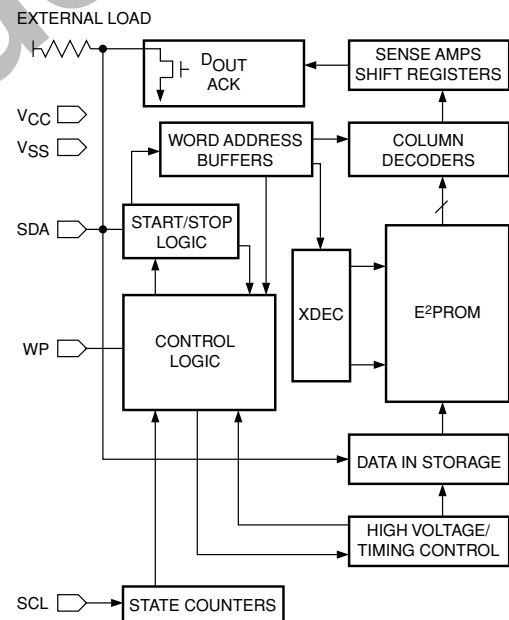 EXTERNAL LOAD
DOUT
ACK
SENSE AMPS
SHIFT REGISTERS
VCC
VSS
WORD ADDRESS
BUFFERS
COLUMN
DECODERS
SDA
START/STOP
LOGIC
XDEC
E²PROM
WP
CONTROL
LOGIC
DATA IN STORAGE
HIGH VOLTAGE/
TIMING CONTROL
SCL
STATE COUNTERS